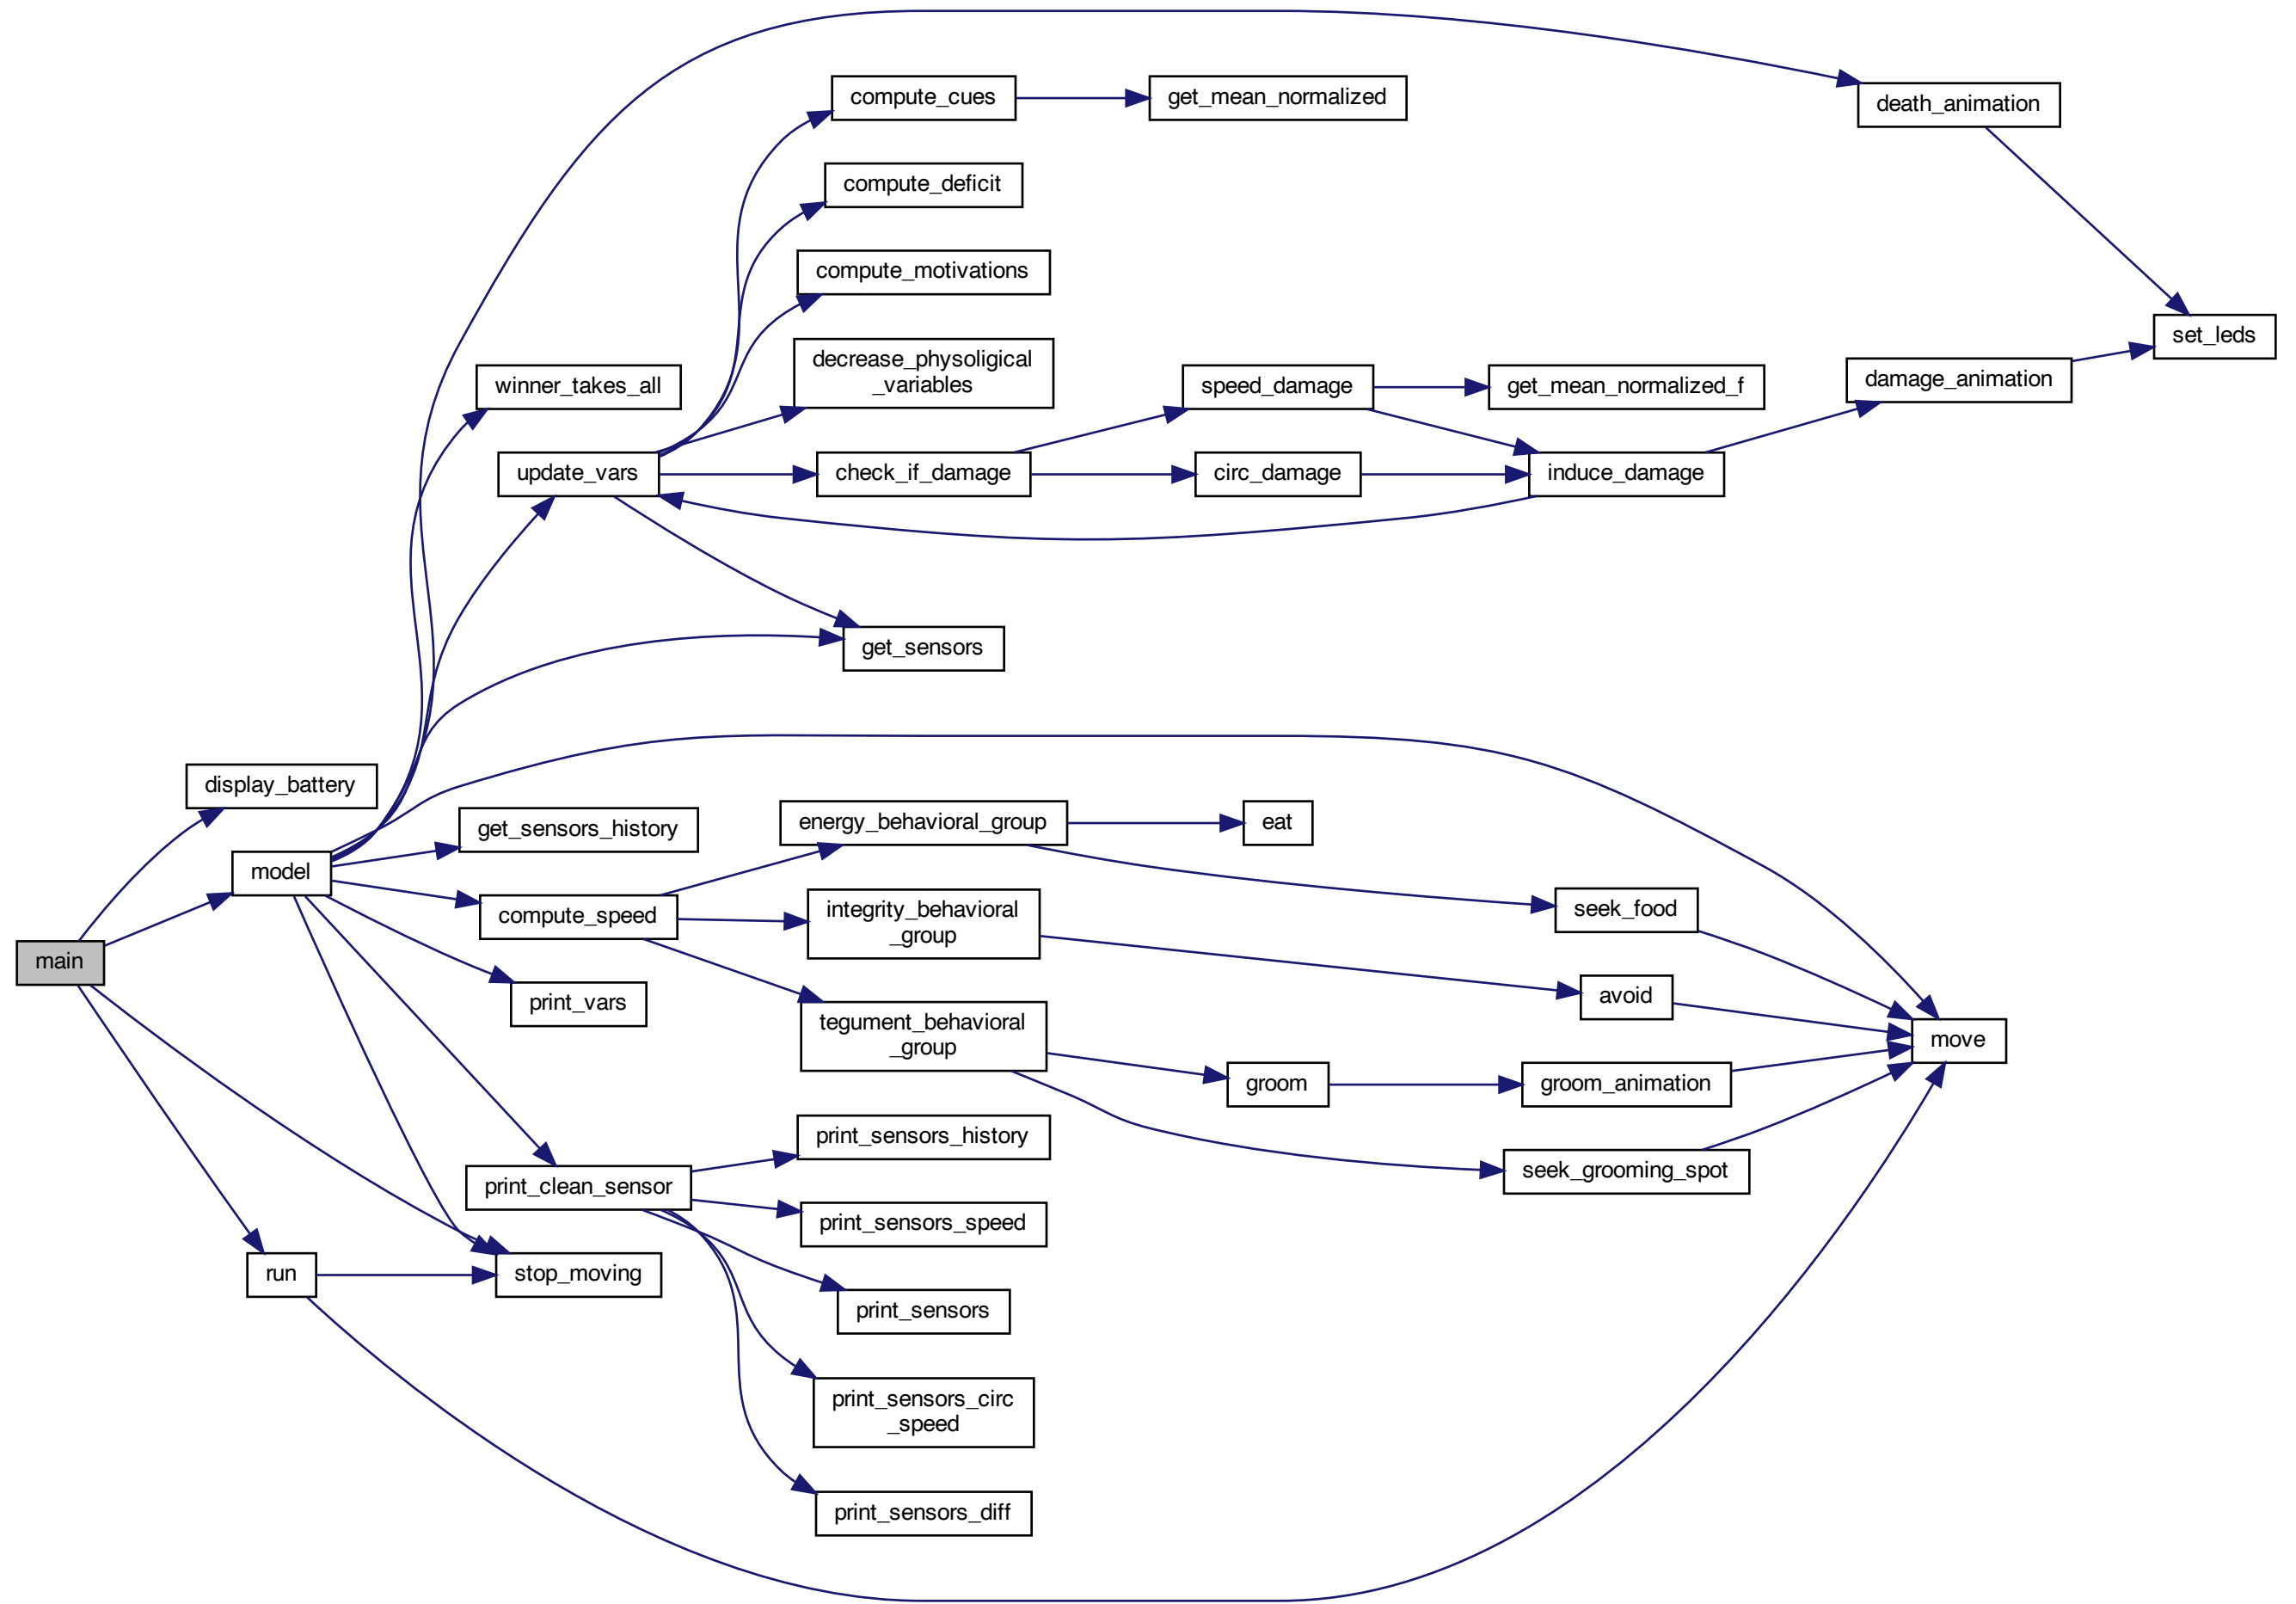 compute_cues
get_mean_normalized
death_animation
compute_deficit
compute_motivations
set_leds
decrease_physoligical
_variables
winner_takes_all
speed_damage
get_mean_normalized_f
damage_animation
update_vars
check_if_damage
circ_damage
induce_damage
get_sensors
display_battery
get_sensors_history
energy_behavioral_group
eat
model
compute_speed
integrity_behavioral
_group
seek_food
main
print_vars
avoid
tegument_behavioral
_group
move
groom
groom_animation
print_sensors_history
print_clean_sensor
seek_grooming_spot
print_sensors_speed
run
stop_moving
print_sensors
print_sensors_circ
_speed
print_sensors_diff